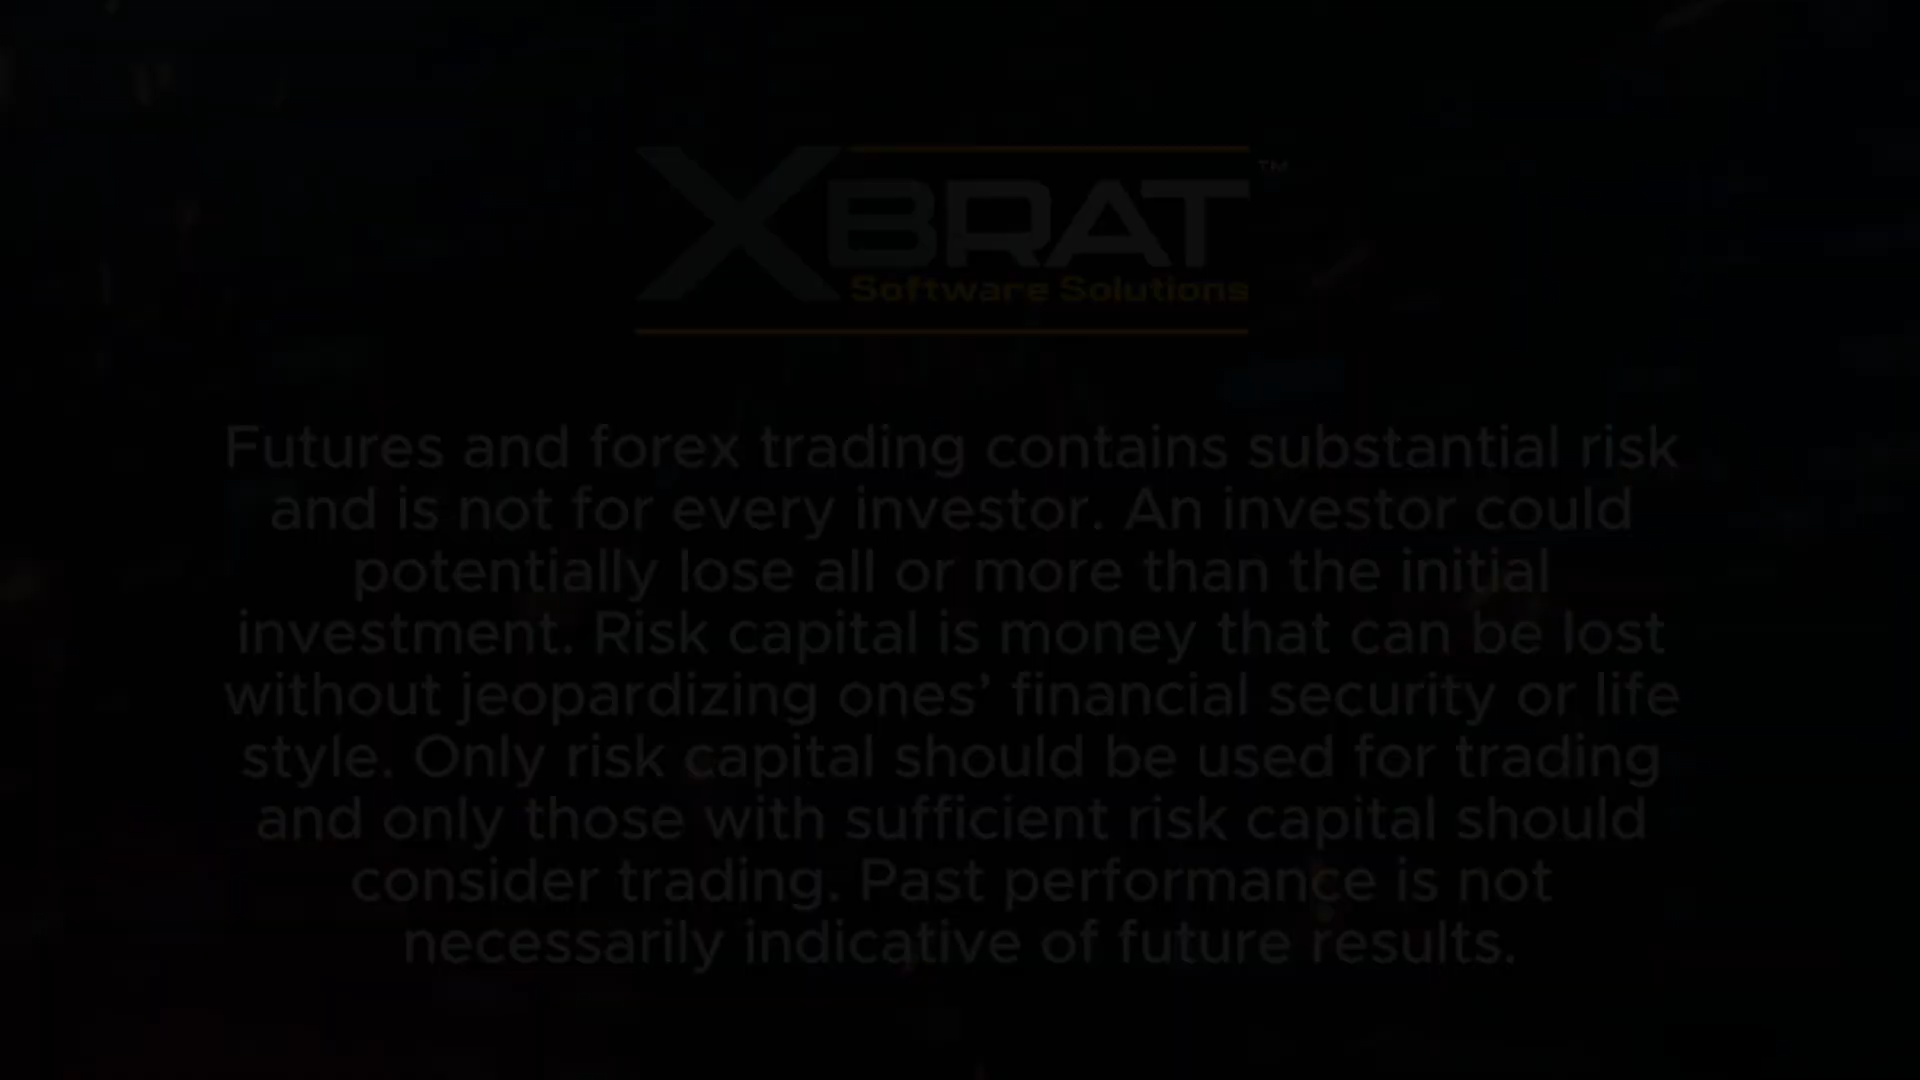 XBRAT™
Software Solutions
Futures and forex trading contains substantial risk
and is not for every investor. An investor could
potentially lose all or more than the initial
investment. Risk capital is money that can be lost
without jeopardizing ones’ financial security or life
style. Only risk capital should be used for trading
and only those with sufficient risk capital should
consider trading. Past performance is not
necessarily indicative of future results.